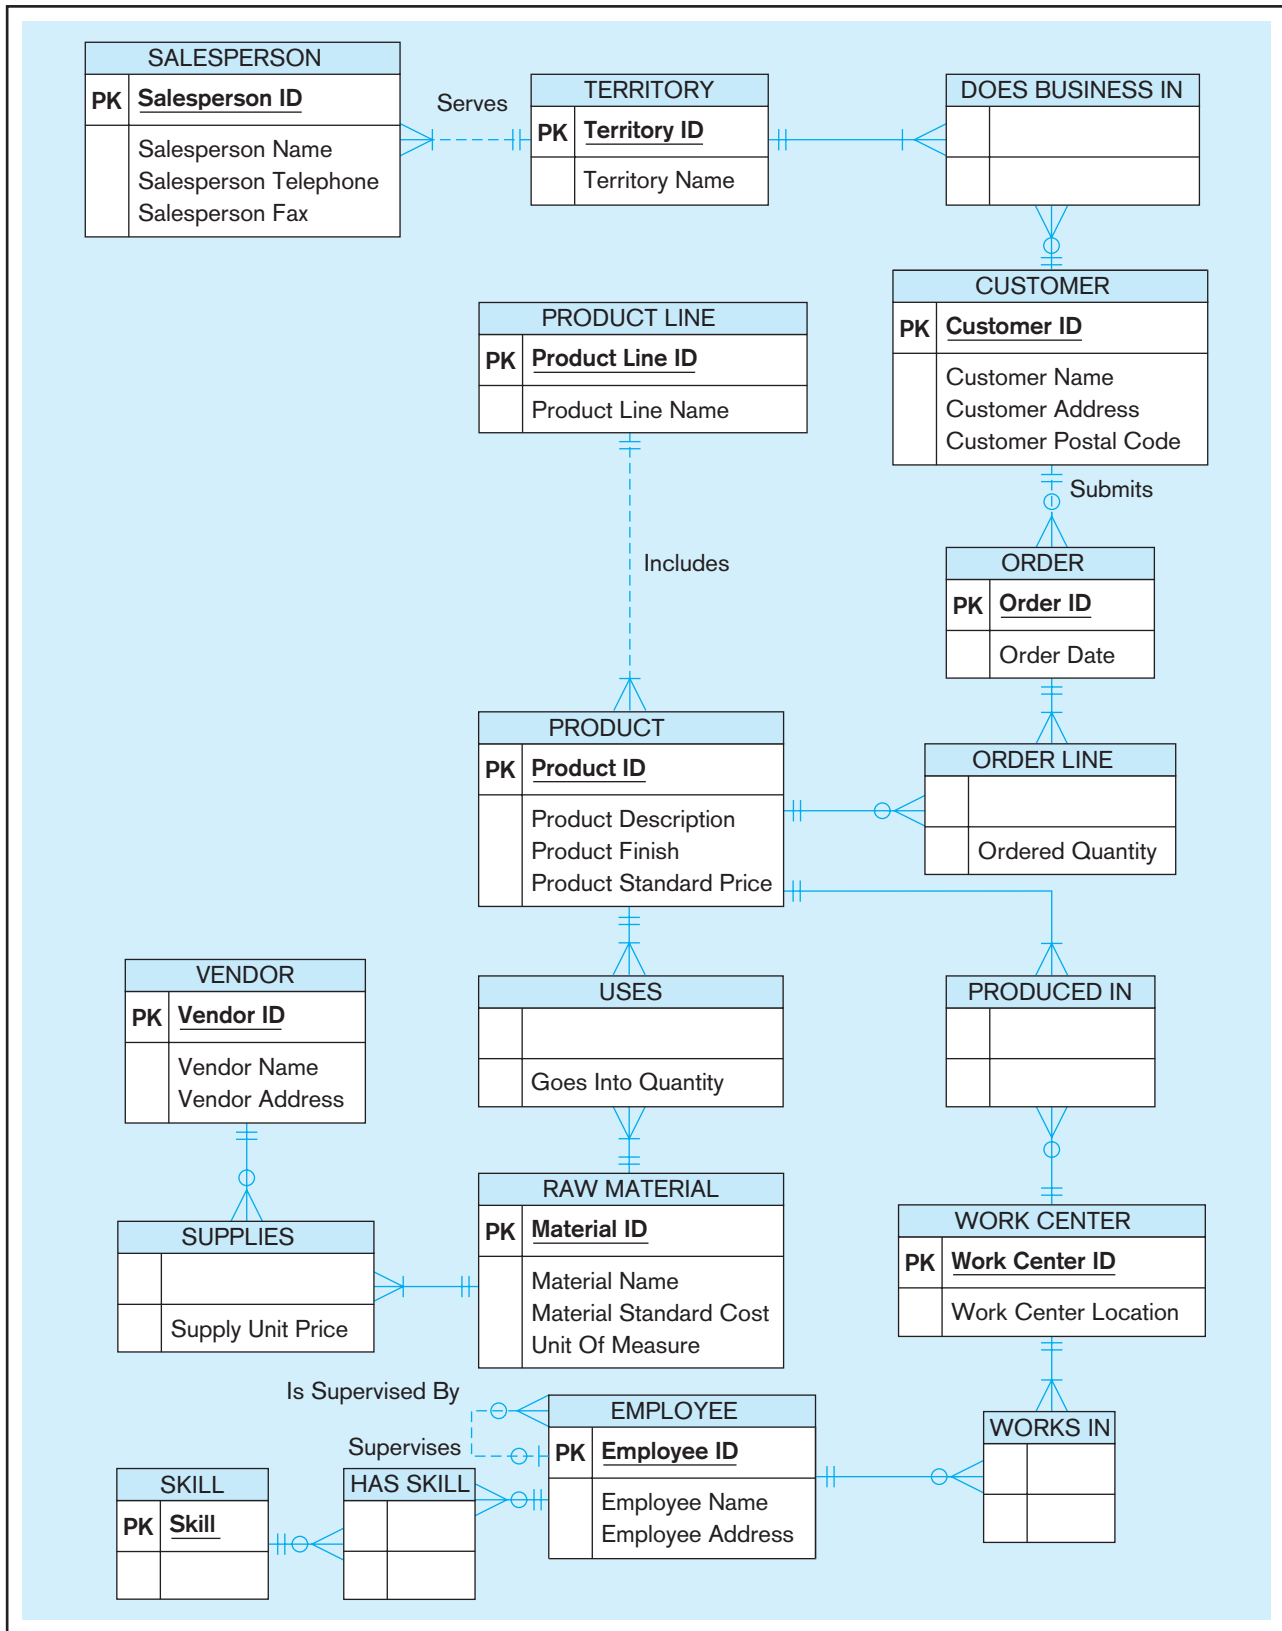 SALESPERSON
PK Salesperson ID
Salesperson Name
Salesperson Telephone
Salesperson Fax
Serves
TERRITORY
PK Territory ID
Territory Name
DOES BUSINESS IN
CUSTOMER
PK Customer ID
Customer Name
Customer Address
Customer Postal Code
PRODUCT LINE
PK Product Line ID
Product Line Name
Submits
Includes
ORDER
PK Order ID
Order Date
PRODUCT
PK Product ID
Product Description
Product Finish
Product Standard Price
ORDER LINE
Ordered Quantity
VENDOR
PK Vendor ID
Vendor Name
Vendor Address
USES
Goes Into Quantity
PRODUCED IN
RAW MATERIAL
PK Material ID
Material Name
Material Standard Cost
Unit Of Measure
SUPPLIES
Supply Unit Price
WORK CENTER
PK Work Center ID
Work Center Location
Is Supervised By
Supervises
EMPLOYEE
PK Employee ID
Employee Name
Employee Address
WORKS IN
SKILL
PK Skill
HAS SKILL